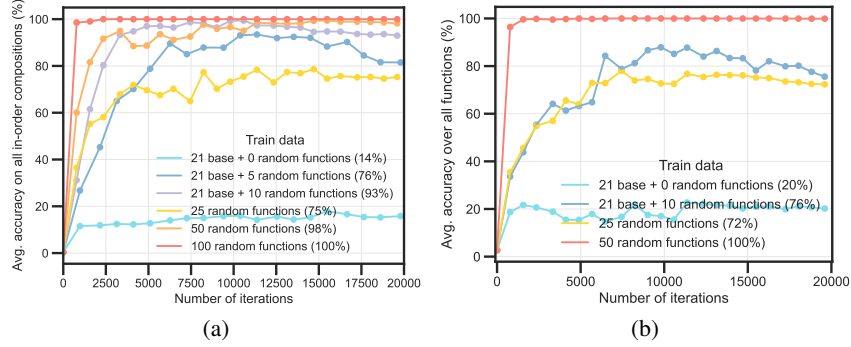 Avg. accuracy on all in-order compositions (%)
100
80
60
40
20
0
Train data
21 base + 0 random functions (14%)
21 base + 5 random functions (76%)
21 base + 10 random functions (93%)
25 random functions (75%)
50 random functions (98%)
100 random functions (100%)
0 2500 5000 7500 10000 12500 15000 17500 20000
Number of iterations
(a)
Avg. accuracy over all functions (%)
100
80
60
40
20
0
Train data
21 base + 0 random functions (20%)
21 base + 10 random functions (76%)
25 random functions (72%)
50 random functions (100%)
0 5000 10000 15000 20000
Number of iterations
(b)